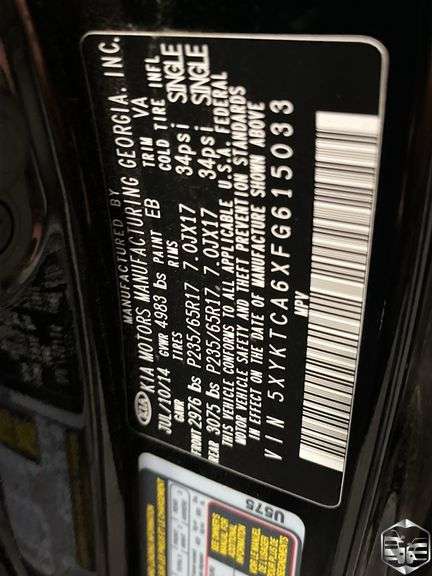 MANUFACTURED BY
KIA KIA MOTORS MANUFACTURING GEORGIA, INC.
JUL/10/14 GVWR 4983 lbs PAINT EB TRIM VA
GAWR TIRES RIMS COLD TIRE INFL
FRONT 2976 lbs P235/65R17 7.0JX17 34psi SINGLE
REAR 3075 lbs P235/65R17 7.0JX17 34psi SINGLE
THIS VEHICLE CONFORMS TO ALL APPLICABLE U.S.A. FEDERAL
MOTOR VEHICLE SAFETY AND THEFT PREVENTION STANDARDS
IN EFFECT ON THE DATE OF MANUFACTURE SHOWN ABOVE
VIN 5XYKTCA6XFG615033
MPV
U575